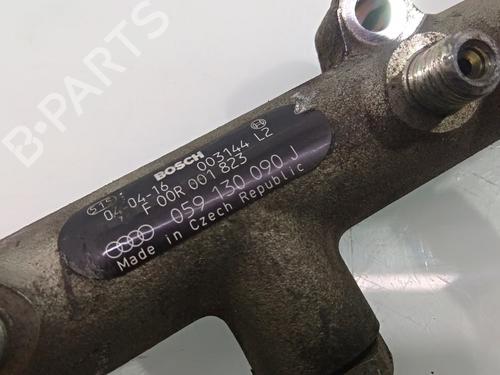 B-PARTS
BOSCH
04-04-16 003144 L2
F 00R 001 823
059 130 090 J
Made in Czech Republic